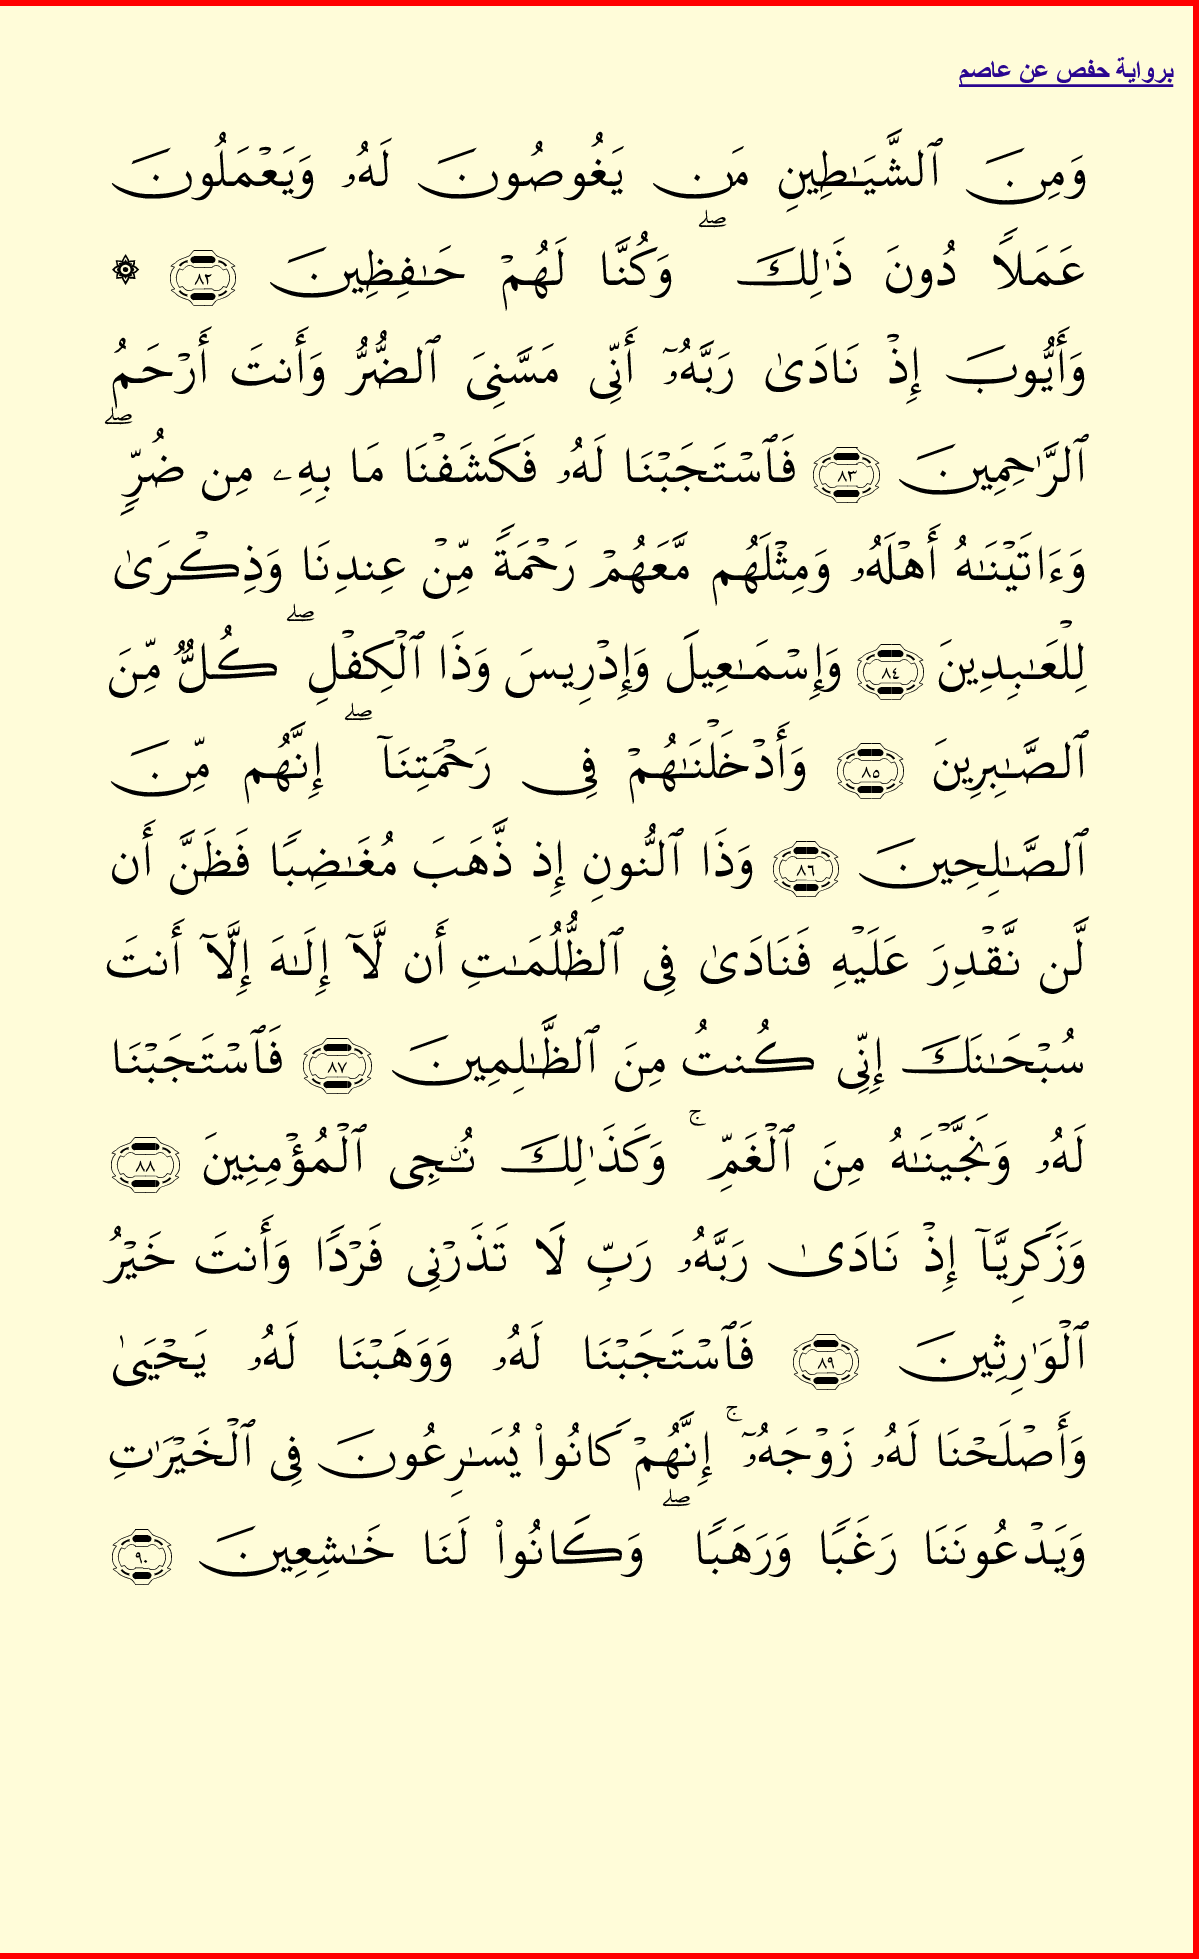 برواية حفص عن عاصم
وَمِنَ ٱلشَّيَٰطِينِ مَن يَغُوصُونَ لَهُۥ وَيَعْمَلُونَ
عَمَلًا دُونَ ذَٰلِكَ ۖ وَكُنَّا لَهُمْ حَٰفِظِينَ ٨٢ ۞
وَأَيُّوبَ إِذْ نَادَىٰ رَبَّهُۥٓ أَنِّى مَسَّنِىَ ٱلضُّرُّ وَأَنتَ أَرْحَمُ
ٱلرَّٰحِمِينَ ٨٣ فَٱسْتَجَبْنَا لَهُۥ فَكَشَفْنَا مَا بِهِۦ مِن ضُرٍّ ۖ
وَءَاتَيْنَٰهُ أَهْلَهُۥ وَمِثْلَهُم مَّعَهُمْ رَحْمَةً مِّنْ عِندِنَا وَذِكْرَىٰ
لِلْعَٰبِدِينَ ٨٤ وَإِسْمَٰعِيلَ وَإِدْرِيسَ وَذَا ٱلْكِفْلِ ۖ كُلٌّ مِّنَ
ٱلصَّٰبِرِينَ ٨٥ وَأَدْخَلْنَٰهُمْ فِى رَحْمَتِنَآ ۖ إِنَّهُم مِّنَ
ٱلصَّٰلِحِينَ ٨٦ وَذَا ٱلنُّونِ إِذ ذَّهَبَ مُغَٰضِبًا فَظَنَّ أَن
لَّن نَّقْدِرَ عَلَيْهِ فَنَادَىٰ فِى ٱلظُّلُمَٰتِ أَن لَّآ إِلَٰهَ إِلَّآ أَنتَ
سُبْحَٰنَكَ إِنِّى كُنتُ مِنَ ٱلظَّٰلِمِينَ ٨٧ فَٱسْتَجَبْنَا
لَهُۥ وَنَجَّيْنَٰهُ مِنَ ٱلْغَمِّ ۚ وَكَذَٰلِكَ نُۨجِى ٱلْمُؤْمِنِينَ ٨٨
وَزَكَرِيَّآ إِذْ نَادَىٰ رَبَّهُۥ رَبِّ لَا تَذَرْنِى فَرْدًا وَأَنتَ خَيْرُ
ٱلْوَٰرِثِينَ ٨٩ فَٱسْتَجَبْنَا لَهُۥ وَوَهَبْنَا لَهُۥ يَحْيَىٰ
وَأَصْلَحْنَا لَهُۥ زَوْجَهُۥٓ ۚ إِنَّهُمْ كَانُوا۟ يُسَٰرِعُونَ فِى ٱلْخَيْرَٰتِ
وَيَدْعُونَنَا رَغَبًا وَرَهَبًا ۖ وَكَانُوا۟ لَنَا خَٰشِعِينَ ٩٠